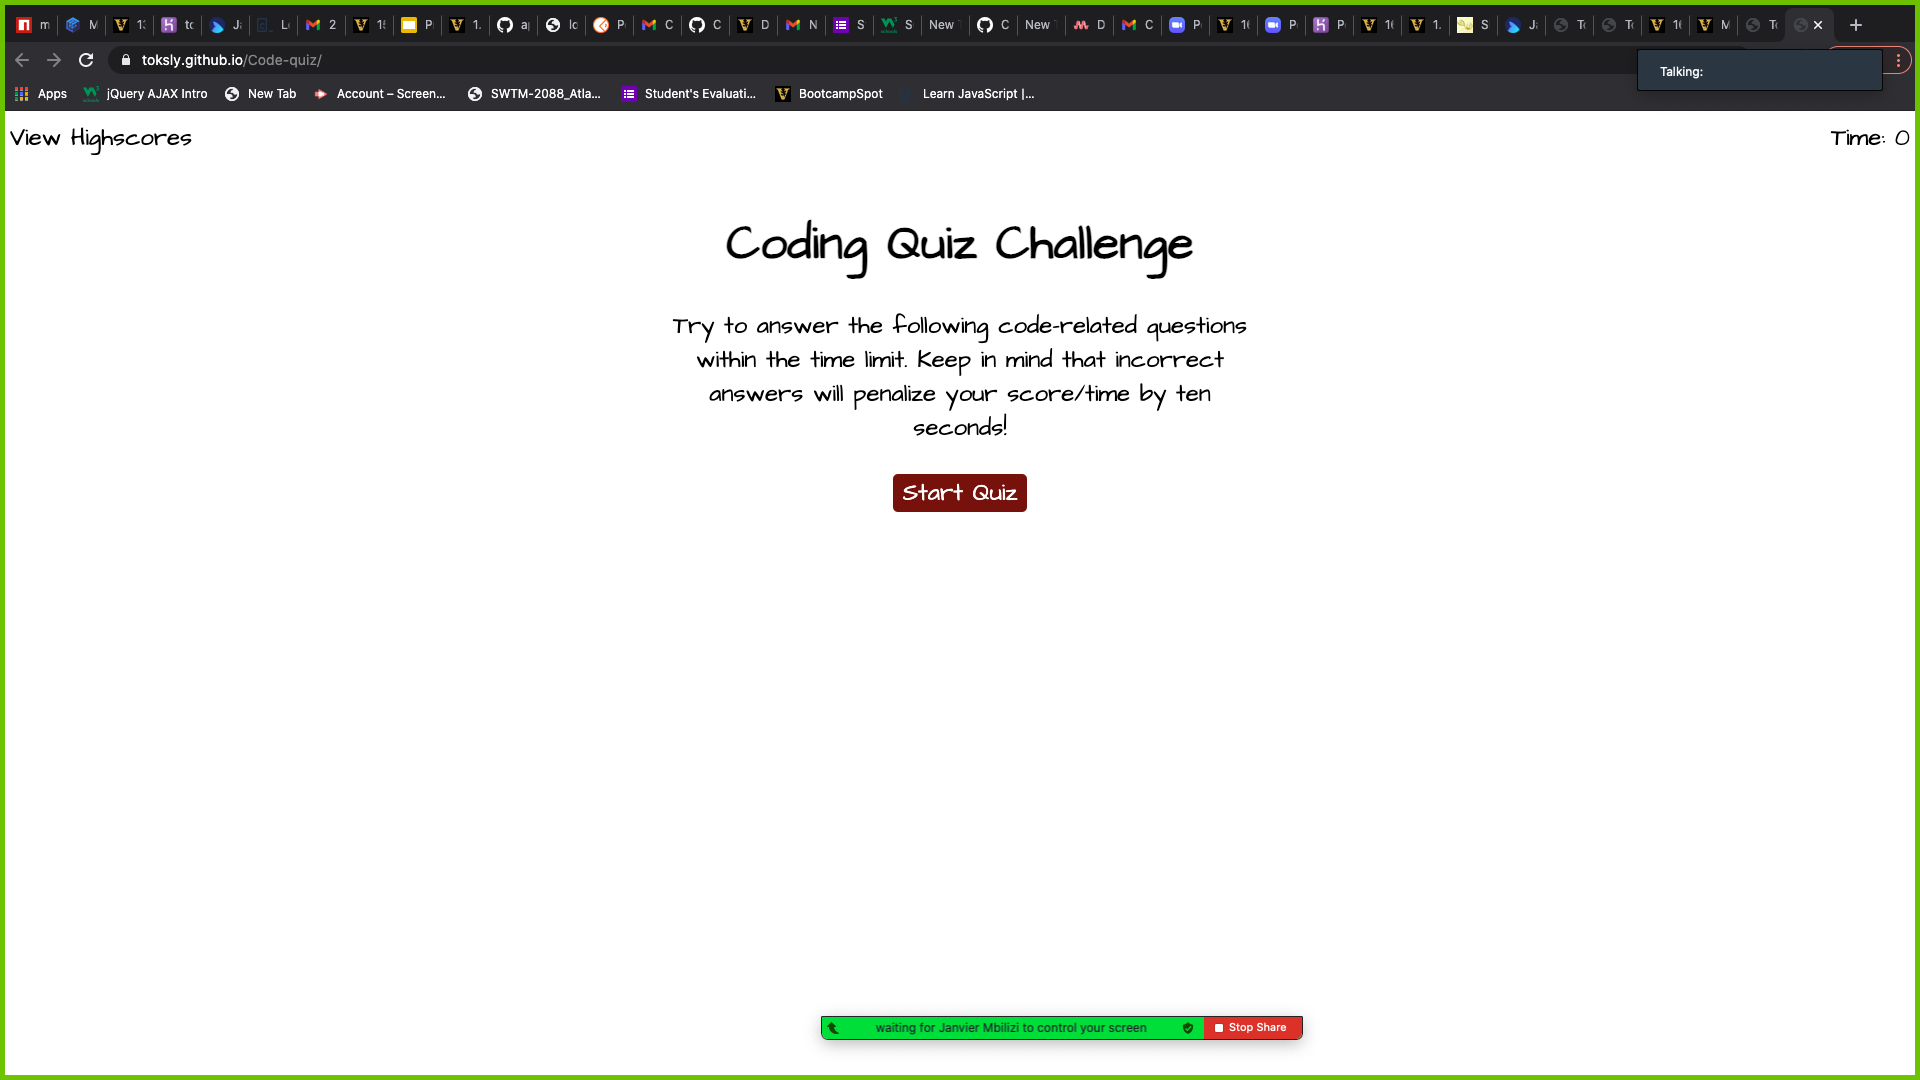 toksly.github.io/Code-quiz/
Talking:
Apps jQuery AJAX Intro New Tab Account – Screen... SWTM-2088_Atla... Student's Evaluati... BootcampSpot Learn JavaScript |...
View Highscores Time: 0
Coding Quiz Challenge
Try to answer the following code-related questions
within the time limit. Keep in mind that incorrect
answers will penalize your score/time by ten
seconds!
Start Quiz
waiting for Janvier Mbilizi to control your screen Stop Share